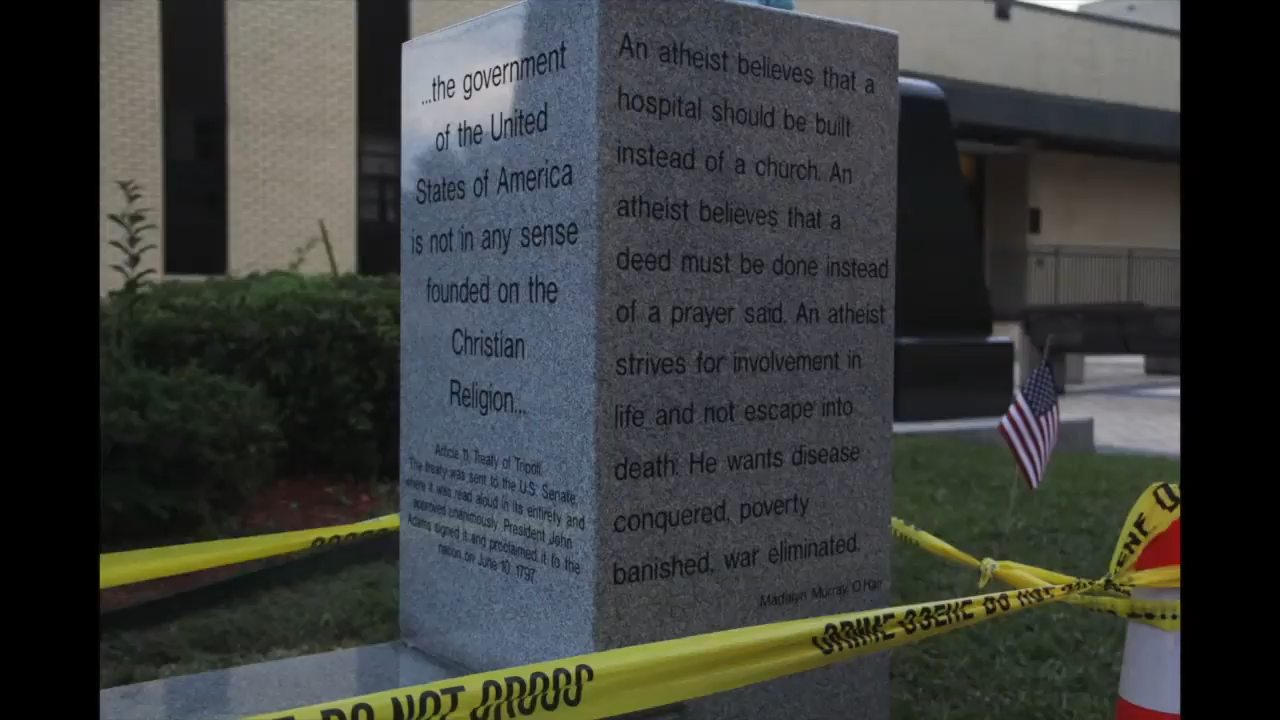 ...the government
of the United
States of America
is not in any sense
founded on the
Christian
Religion...
Article 11, Treaty of Tripoli
The treaty was sent to the U.S. Senate,
where it was read aloud in its entirety and
approved unanimously. President John
Adams signed it and proclaimed it to the
nation on June 10, 1797.
An atheist believes that a
hospital should be built
instead of a church. An
atheist believes that a
deed must be done instead
of a prayer said. An atheist
strives for involvement in
life and not escape into
death. He wants disease
conquered, poverty
banished, war eliminated.
Madalyn Murray O'Hair
DO NOT CROSS
CRIME SCENE DO NOT